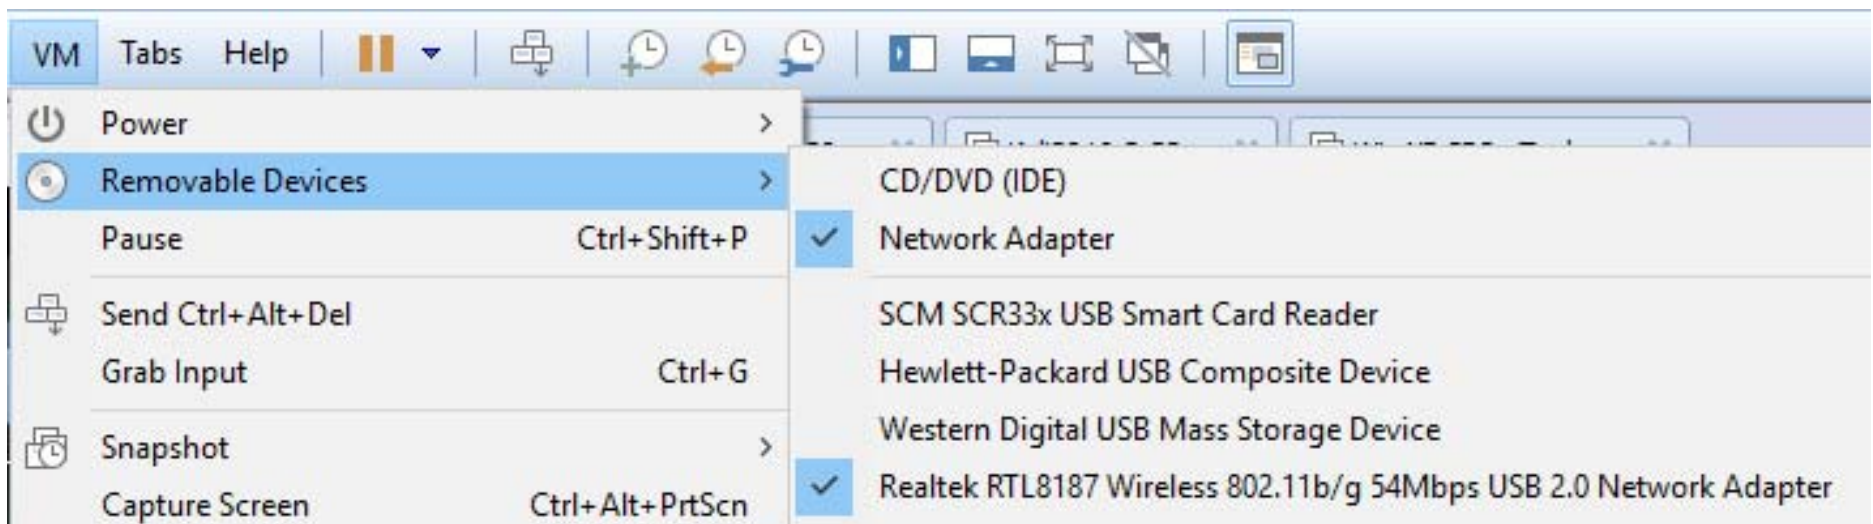 VM Tabs Help
Power
Removable Devices
Pause Ctrl+Shift+P
Send Ctrl+Alt+Del
Grab Input Ctrl+G
Snapshot
Capture Screen Ctrl+Alt+PrtScn
CD/DVD (IDE)
Network Adapter
SCM SCR33x USB Smart Card Reader
Hewlett-Packard USB Composite Device
Western Digital USB Mass Storage Device
Realtek RTL8187 Wireless 802.11b/g 54Mbps USB 2.0 Network Adapter